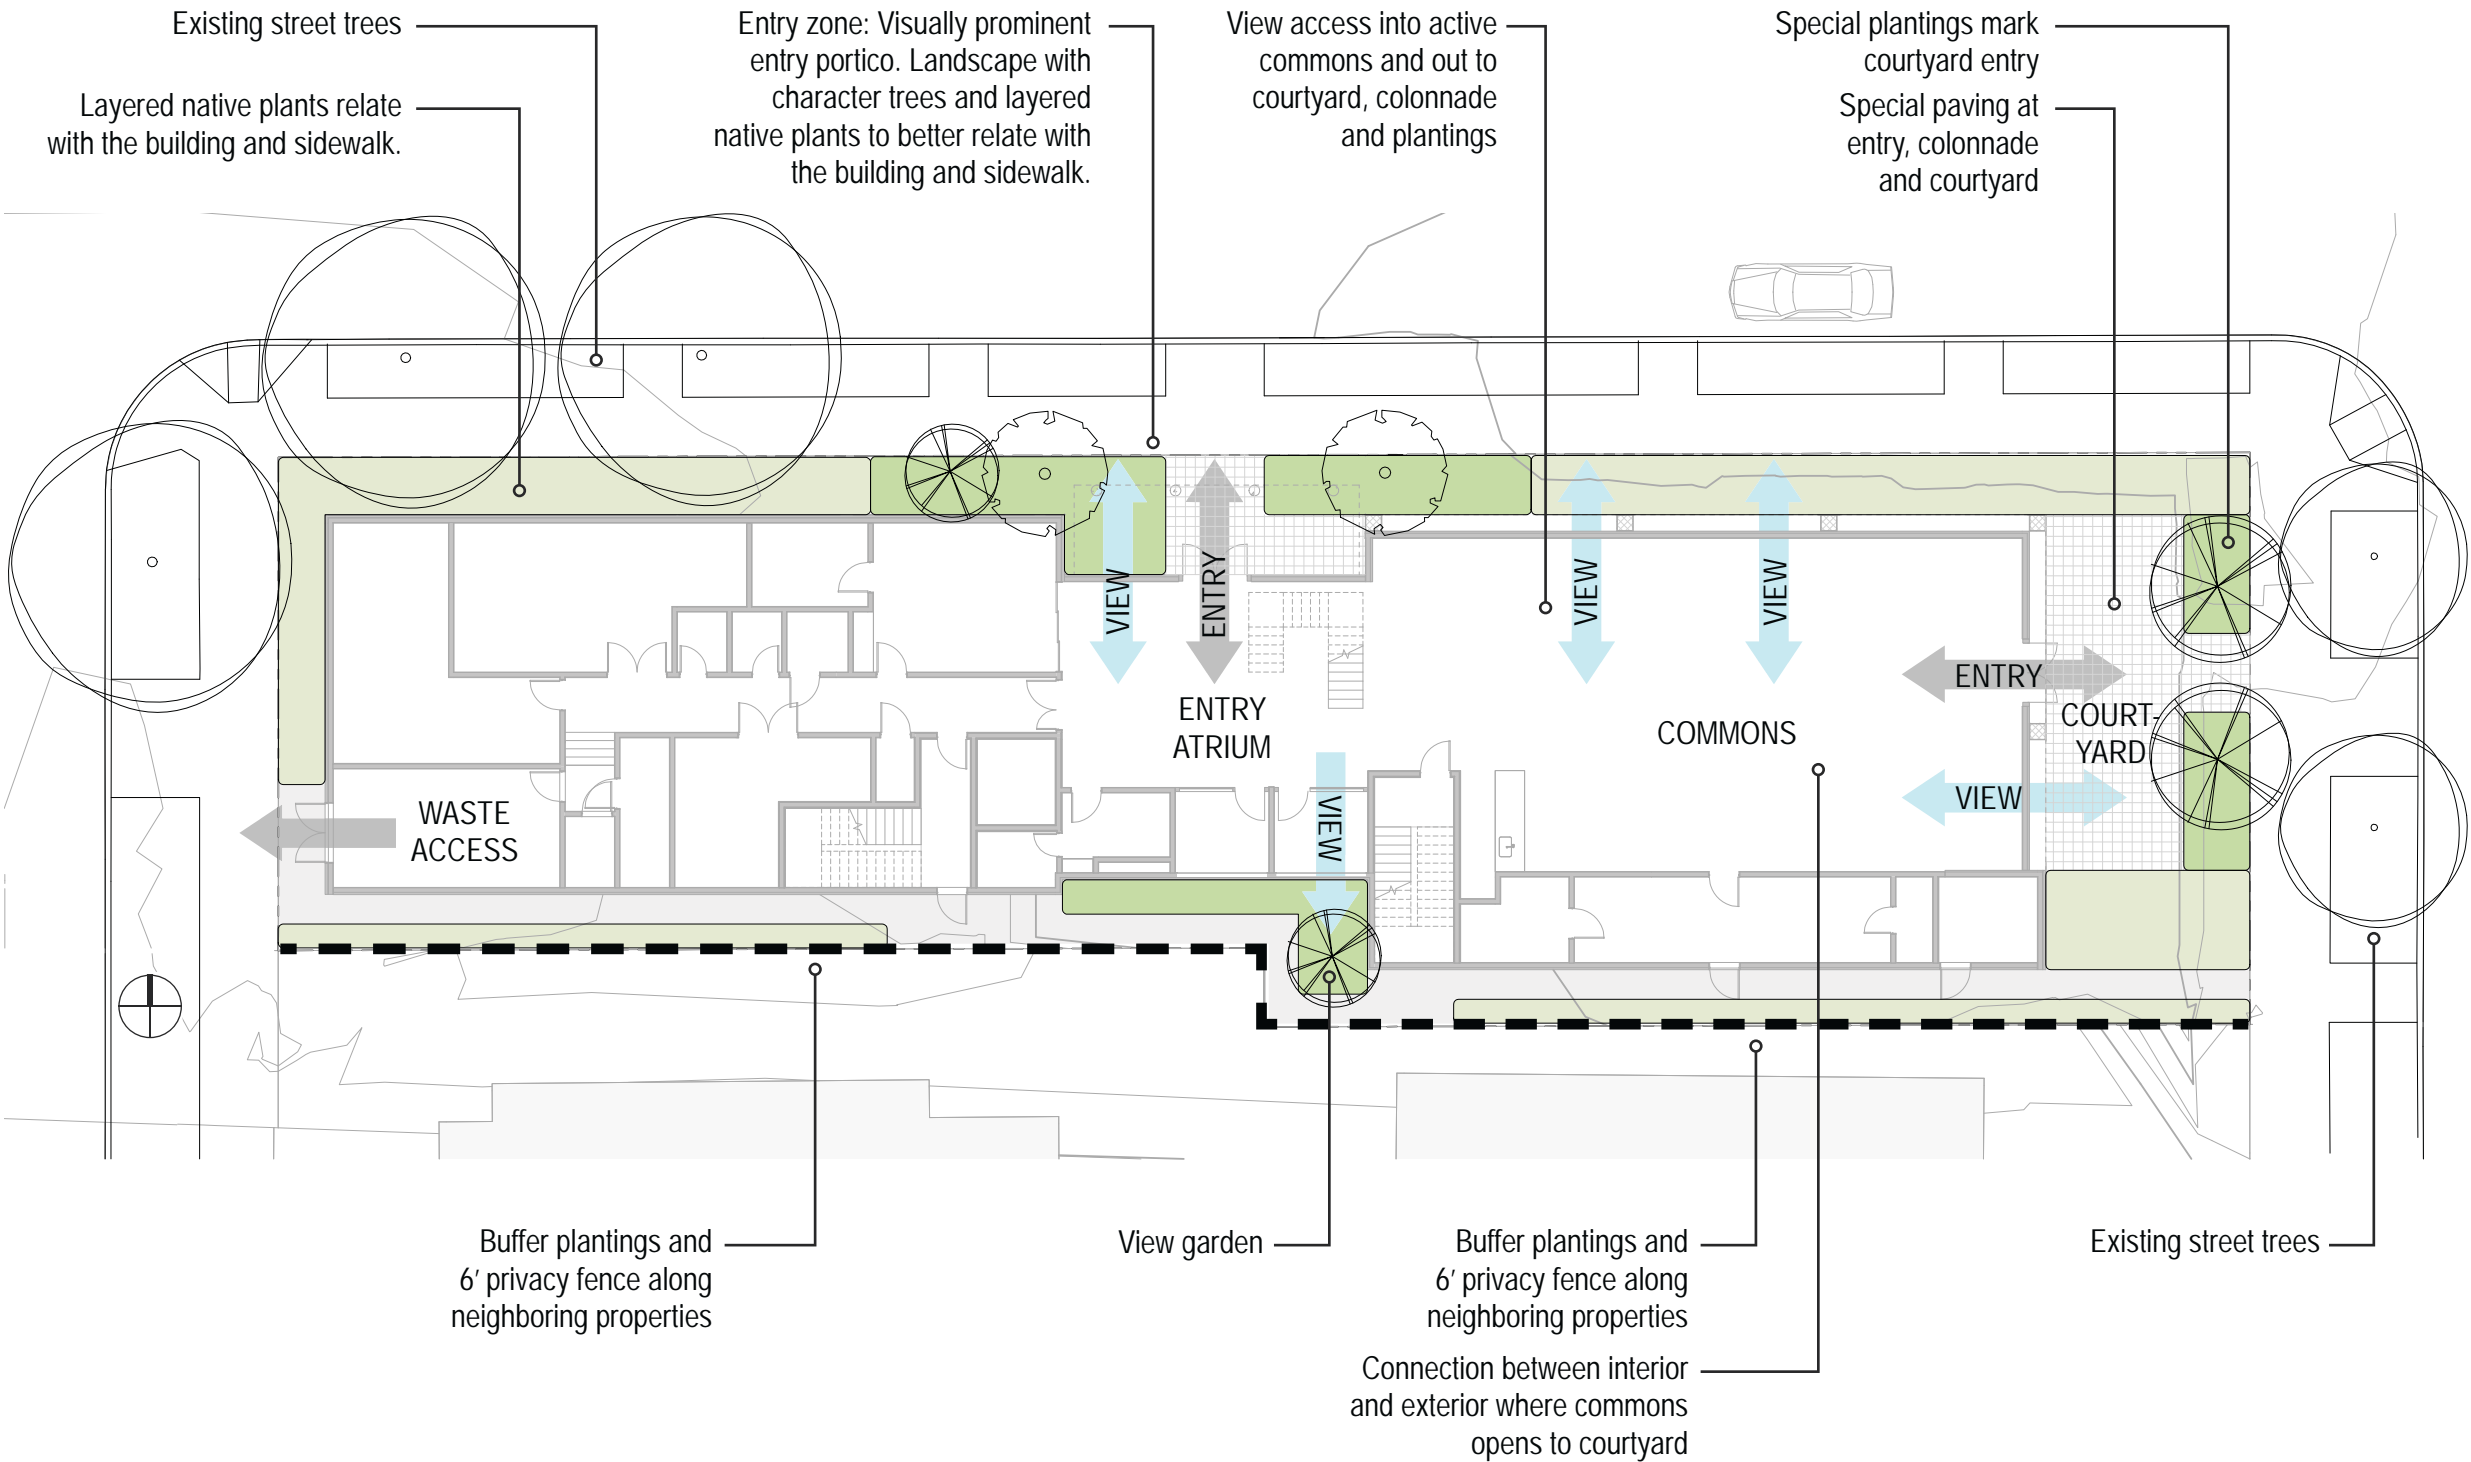 Existing street trees
Layered native plants relate
with the building and sidewalk.
Entry zone: Visually prominent
entry portico. Landscape with
character trees and layered
native plants to better relate with
the building and sidewalk.
View access into active
commons and out to
courtyard, colonnade
and plantings
Special plantings mark
courtyard entry
Special paving at
entry, colonnade
and courtyard
VIEW
ENTRY
VIEW
VIEW
ENTRY
ATRIUM
COMMONS
ENTRY
COURT-
YARD
VIEW
WASTE
ACCESS
VIEW
Buffer plantings and
6' privacy fence along
neighboring properties
View garden
Buffer plantings and
6' privacy fence along
neighboring properties
Connection between interior
and exterior where commons
opens to courtyard
Existing street trees